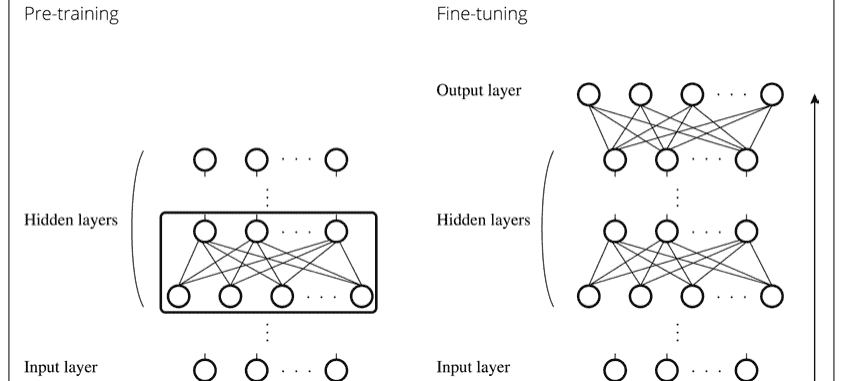 Pre-training
Hidden layers
Input layer
Fine-tuning
Output layer
Hidden layers
Input layer